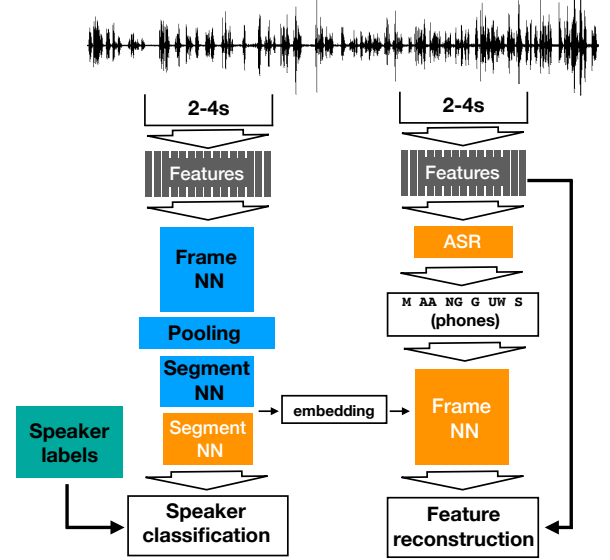 2-4s
Features
Frame
NN
Pooling
Segment
NN
Segment
NN
Speaker
labels
Speaker
classification
embedding
2-4s
Features
ASR
M AA NG G UW S
(phones)
Frame
NN
Feature
reconstruction